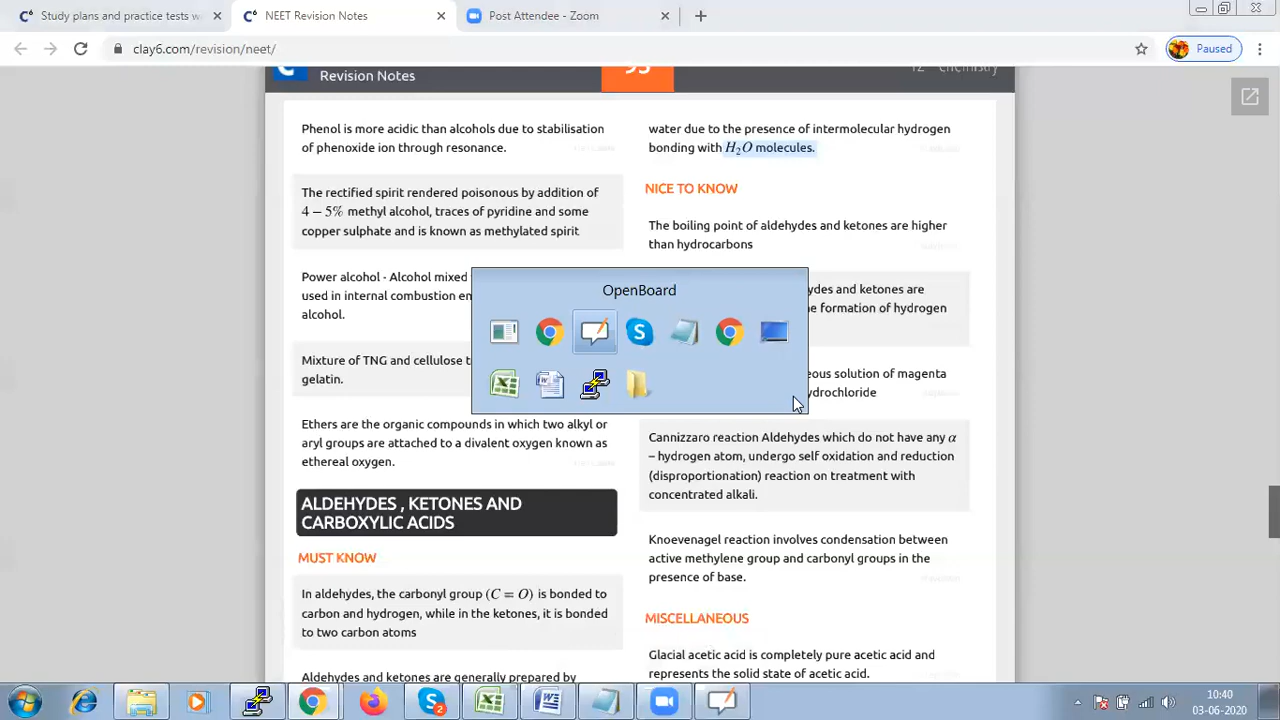 Study plans and practice tests w
NEET Revision Notes
Post Attendee - Zoom
clay6.com/revision/neet/
Paused
Revision Notes
93
12 - Chemistry
Phenol is more acidic than alcohols due to stabilisation
of phenoxide ion through resonance.
The rectified spirit rendered poisonous by addition of
4 – 5% methyl alcohol, traces of pyridine and some
copper sulphate and is known as methylated spirit
Power alcohol - Alcohol mixed
used in internal combustion en
alcohol.
Mixture of TNG and cellulose t
gelatin.
Ethers are the organic compounds in which two alkyl or
aryl groups are attached to a divalent oxygen known as
ethereal oxygen.
ALDEHYDES , KETONES AND
CARBOXYLIC ACIDS
MUST KNOW
In aldehydes, the carbonyl group (C = O) is bonded to
carbon and hydrogen, while in the ketones, it is bonded
to two carbon atoms
Aldehydes and ketones are generally prepared by
water due to the presence of intermolecular hydrogen
bonding with H₂O molecules.
NICE TO KNOW
The boiling point of aldehydes and ketones are higher
than hydrocarbons
ydes and ketones are
e formation of hydrogen
eous solution of magenta
ydrochloride
Cannizzaro reaction Aldehydes which do not have any α
– hydrogen atom, undergo self oxidation and reduction
(disproportionation) reaction on treatment with
concentrated alkali.
Knoevenagel reaction involves condensation between
active methylene group and carbonyl groups in the
presence of base.
MISCELLANEOUS
Glacial acetic acid is completely pure acetic acid and
represents the solid state of acetic acid.
OpenBoard
10:40
03-06-2020